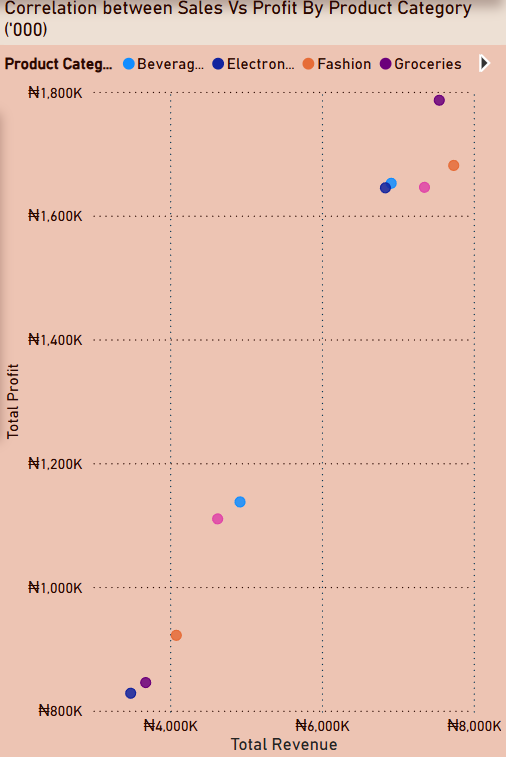 Correlation between Sales Vs Profit By Product Category
('000)
Product Categ... Beverag... Electron... Fashion Groceries
₦1,800K
₦1,600K
₦1,400K
₦1,200K
₦1,000K
₦800K
Total Profit
₦4,000K ₦6,000K ₦8,000K
Total Revenue